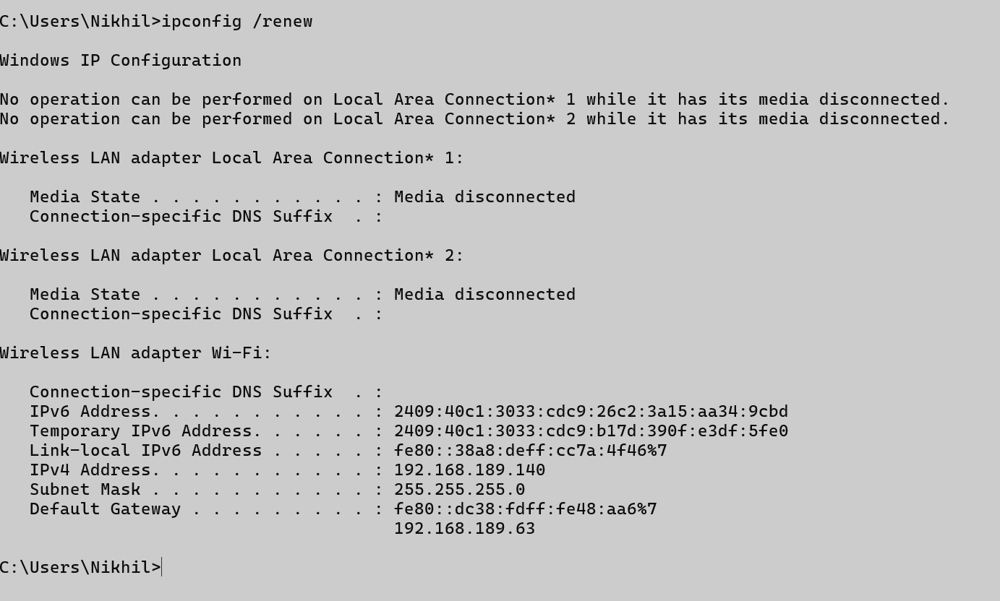 C:\Users\Nikhil>ipconfig /renew
Windows IP Configuration
No operation can be performed on Local Area Connection* 1 while it has its media disconnected.
No operation can be performed on Local Area Connection* 2 while it has its media disconnected.
Wireless LAN adapter Local Area Connection* 1:
   Media State . . . . . . . . . . . : Media disconnected
   Connection-specific DNS Suffix  . :
Wireless LAN adapter Local Area Connection* 2:
   Media State . . . . . . . . . . . : Media disconnected
   Connection-specific DNS Suffix  . :
Wireless LAN adapter Wi-Fi:
   Connection-specific DNS Suffix  . :
   IPv6 Address. . . . . . . . . . . : 2409:40c1:3033:cdc9:26c2:3a15:aa34:9cbd
   Temporary IPv6 Address. . . . . . : 2409:40c1:3033:cdc9:b17d:390f:e3df:5fe0
   Link-local IPv6 Address . . . . . : fe80::38a8:deff:cc7a:4f46%7
   IPv4 Address. . . . . . . . . . . : 192.168.189.140
   Subnet Mask . . . . . . . . . . . : 255.255.255.0
   Default Gateway . . . . . . . . . : fe80::dc38:fdff:fe48:aa6%7
                                       192.168.189.63
C:\Users\Nikhil>